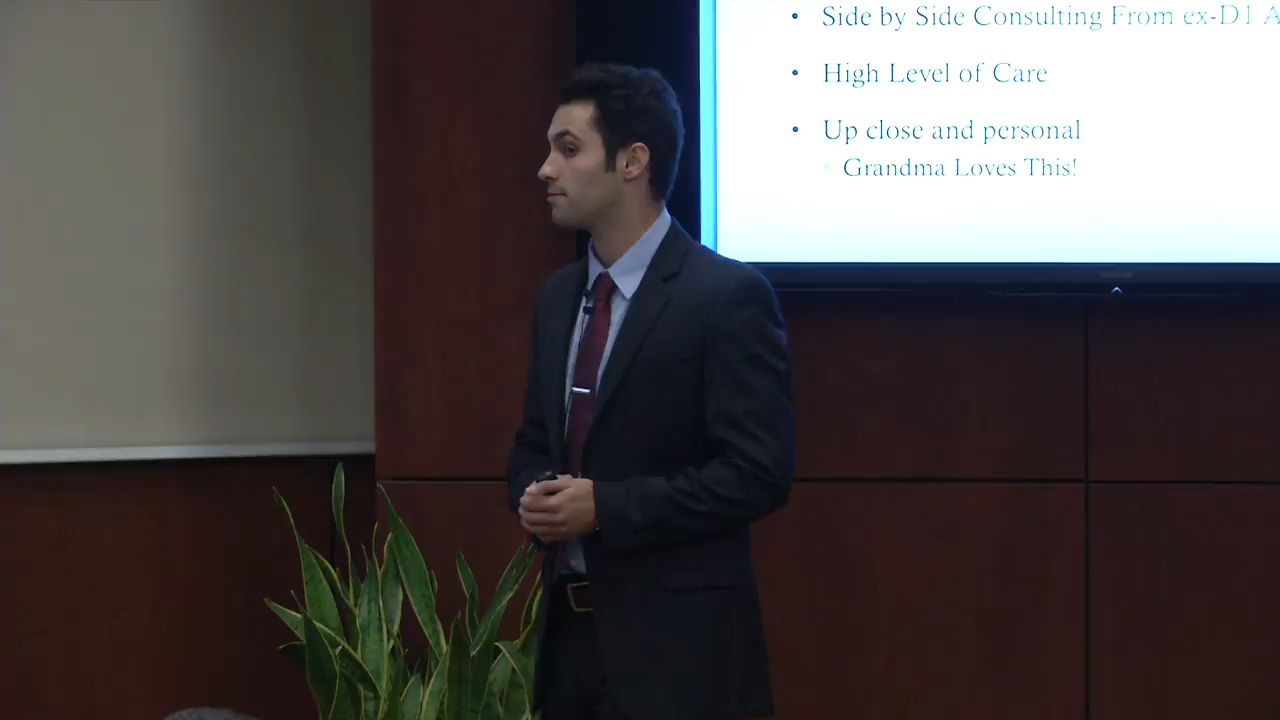 • Side by Side Consulting From ex-D1
• High Level of Care
• Up close and personal
• Grandma Loves This!